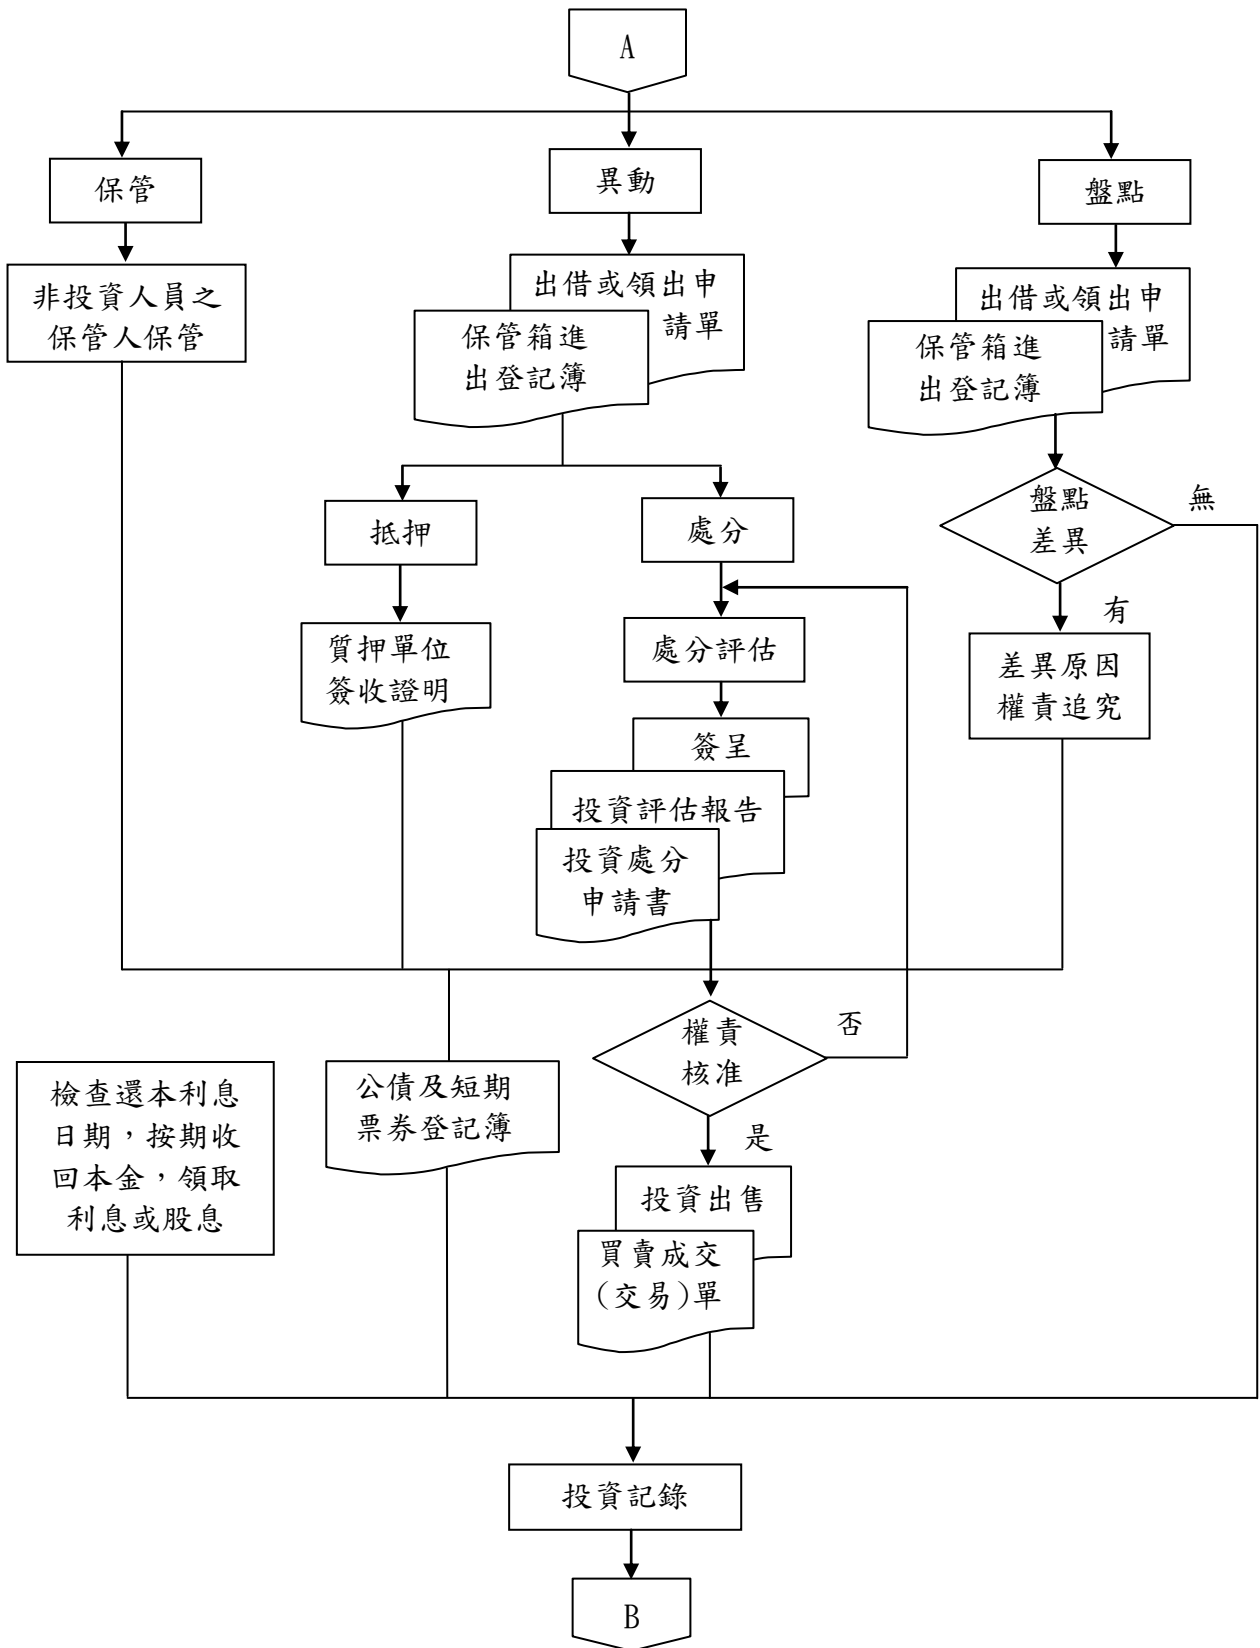 A
保管
異動
盤點
非投資人員之
保管人保管
出借或領出申
請單
保管箱進
出登記簿
出借或領出申
請單
保管箱進
出登記簿
抵押
處分
盤點
差異
無
有
質押單位
簽收證明
處分評估
差異原因
權責追究
簽呈
投資評估報告
投資處分
申請書
權責
核准
否
是
檢查還本利息
日期，按期收
回本金，領取
利息或股息
公債及短期
票券登記簿
投資出售
買賣成交
(交易)單
投資記錄
B